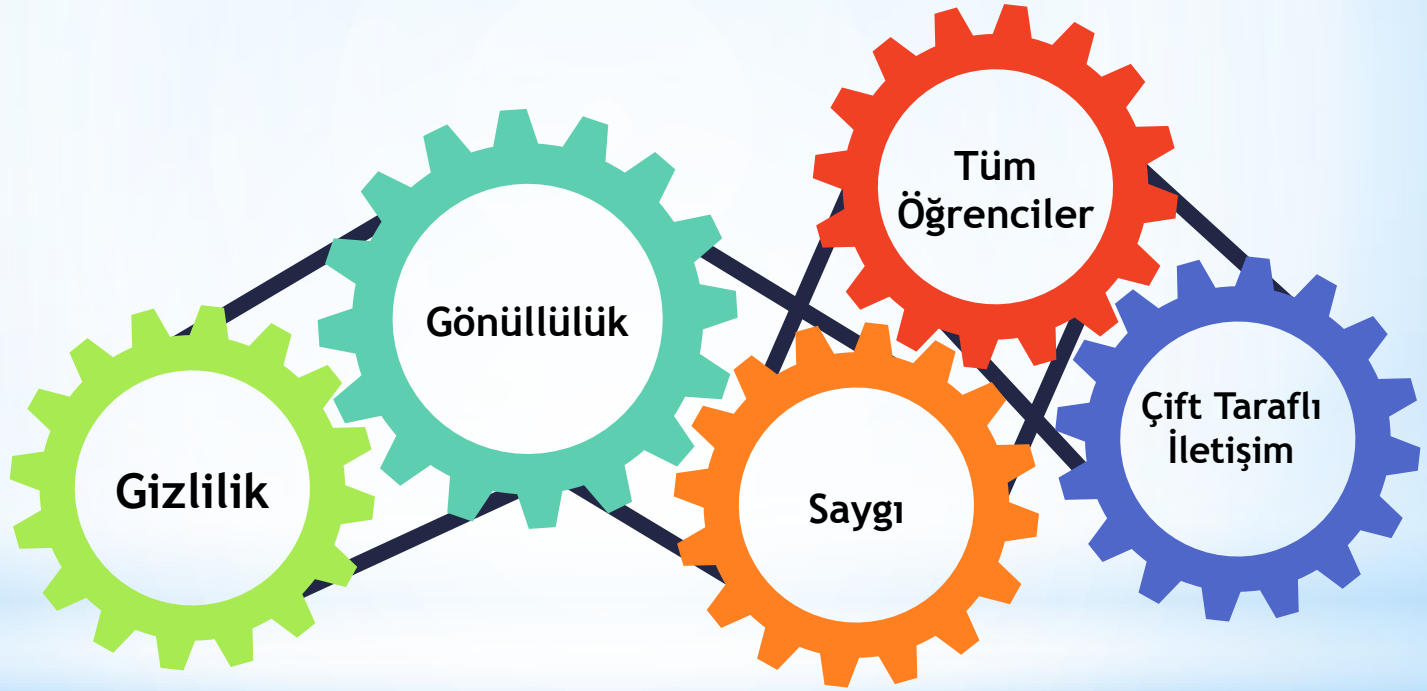 Gizlilik
Gönüllülük
Saygı
Tüm
Öğrenciler
Çift Taraflı
İletişim